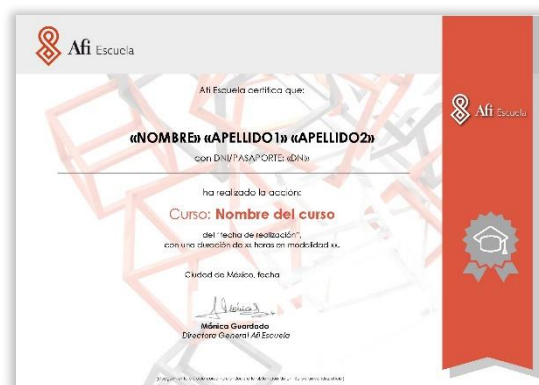 Afi Escuela
Afi Escuela certifica que:
Afi Escuela
«NOMBRE» «APELLIDO1» «APELLIDO2»
con DNI/PASAPORTE: «DNI»
ha realizado la acción:
Curso: Nombre del curso
del "fecha de realización",
con una duración de xx horas en modalidad xx.
Ciudad de México, fecha
Mónica Guardado
Directora General Afi Escuela